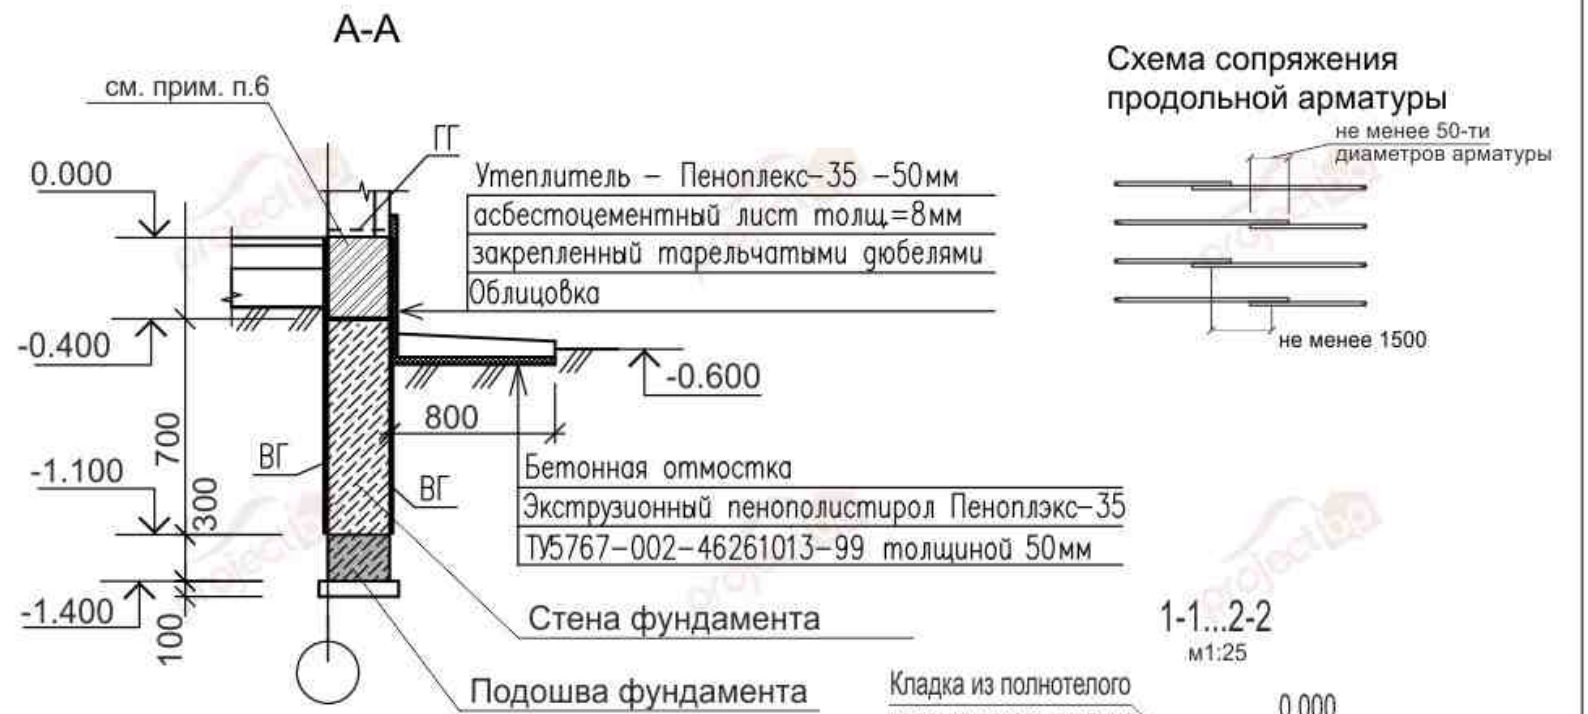 А-А
см. прим. п.6
ГГ
0.000
Утеплитель – Пеноплекс–35 –50мм
асбестоцементный лист толщ.=8мм
закрепленный тарельчатыми дюбелями
Облицовка
-0.400
-0.600
800
700
ВГ
-1.100
300
ВГ
Бетонная отмостка
Экструзионный пенополистирол Пеноплэкс–35
ТУ5767–002–46261013–99 толщиной 50мм
-1.400
100
Стена фундамента
Подошва фундамента
Схема сопряжения
продольной арматуры
не менее 50-ти
диаметров арматуры
не менее 1500
1-1...2-2
м1:25
Кладка из полнотелого
0.000